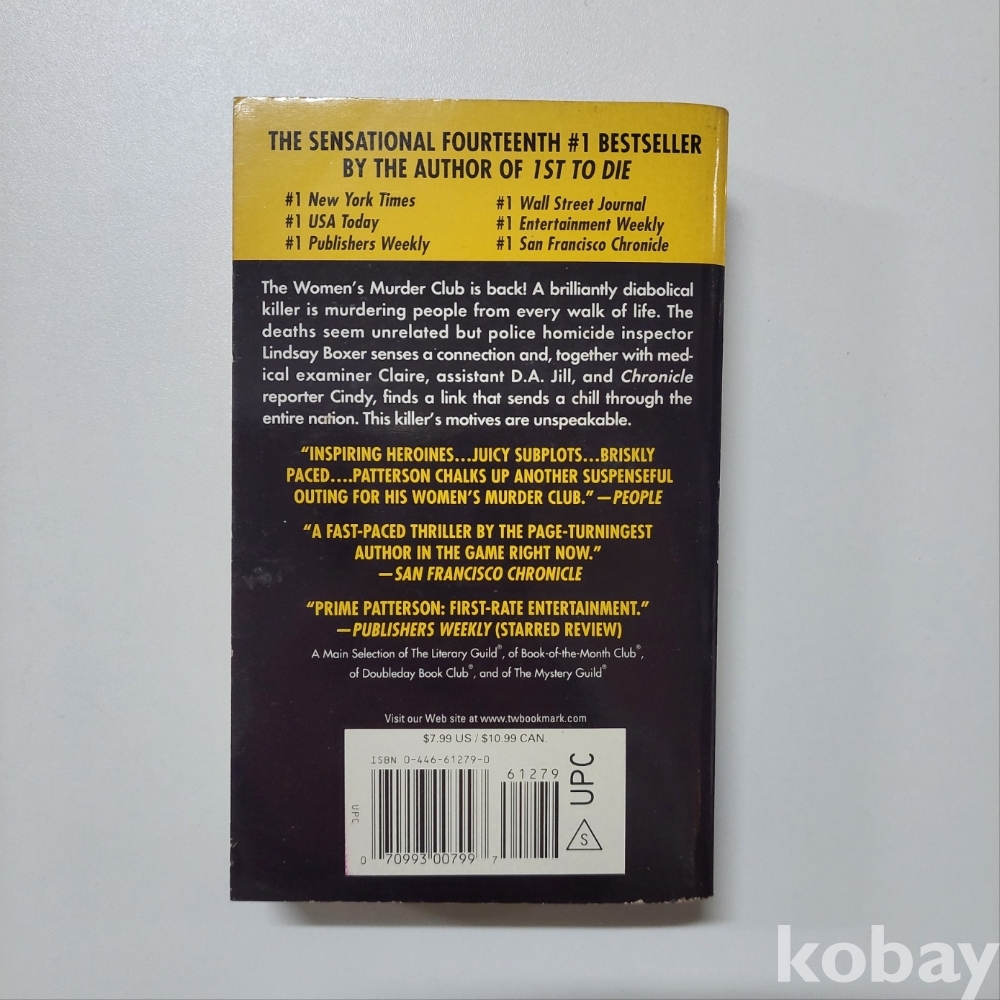 THE SENSATIONAL FOURTEENTH #1 BESTSELLER
BY THE AUTHOR OF 1ST TO DIE
#1 New York Times
#1 USA Today
#1 Publishers Weekly
#1 Wall Street Journal
#1 Entertainment Weekly
#1 San Francisco Chronicle
The Women's Murder Club is back! A brilliantly diabolical
killer is murdering people from every walk of life. The
deaths seem unrelated but police homicide inspector
Lindsay Boxer senses a connection and, together with med-
ical examiner Claire, assistant D.A. Jill, and Chronicle
reporter Cindy, finds a link that sends a chill through the
entire nation. This killer's motives are unspeakable.
"INSPIRING HEROINES...JUICY SUBPLOTS...BRISKLY
PACED....PATTERSON CHALKS UP ANOTHER SUSPENSEFUL
OUTING FOR HIS WOMEN'S MURDER CLUB." —PEOPLE
"A FAST-PACED THRILLER BY THE PAGE-TURNINGEST
AUTHOR IN THE GAME RIGHT NOW."
—SAN FRANCISCO CHRONICLE
"PRIME PATTERSON: FIRST-RATE ENTERTAINMENT."
—PUBLISHERS WEEKLY (STARRED REVIEW)
A Main Selection of The Literary Guild®, of Book-of-the-Month Club®,
of Doubleday Book Club®, and of The Mystery Guild®
Visit our Web site at www.twbookmark.com
$7.99 US / $10.99 CAN.
ISBN 0-446-61279-0
61279
UPC
S
UPC
0 70993 00799 7
kobay